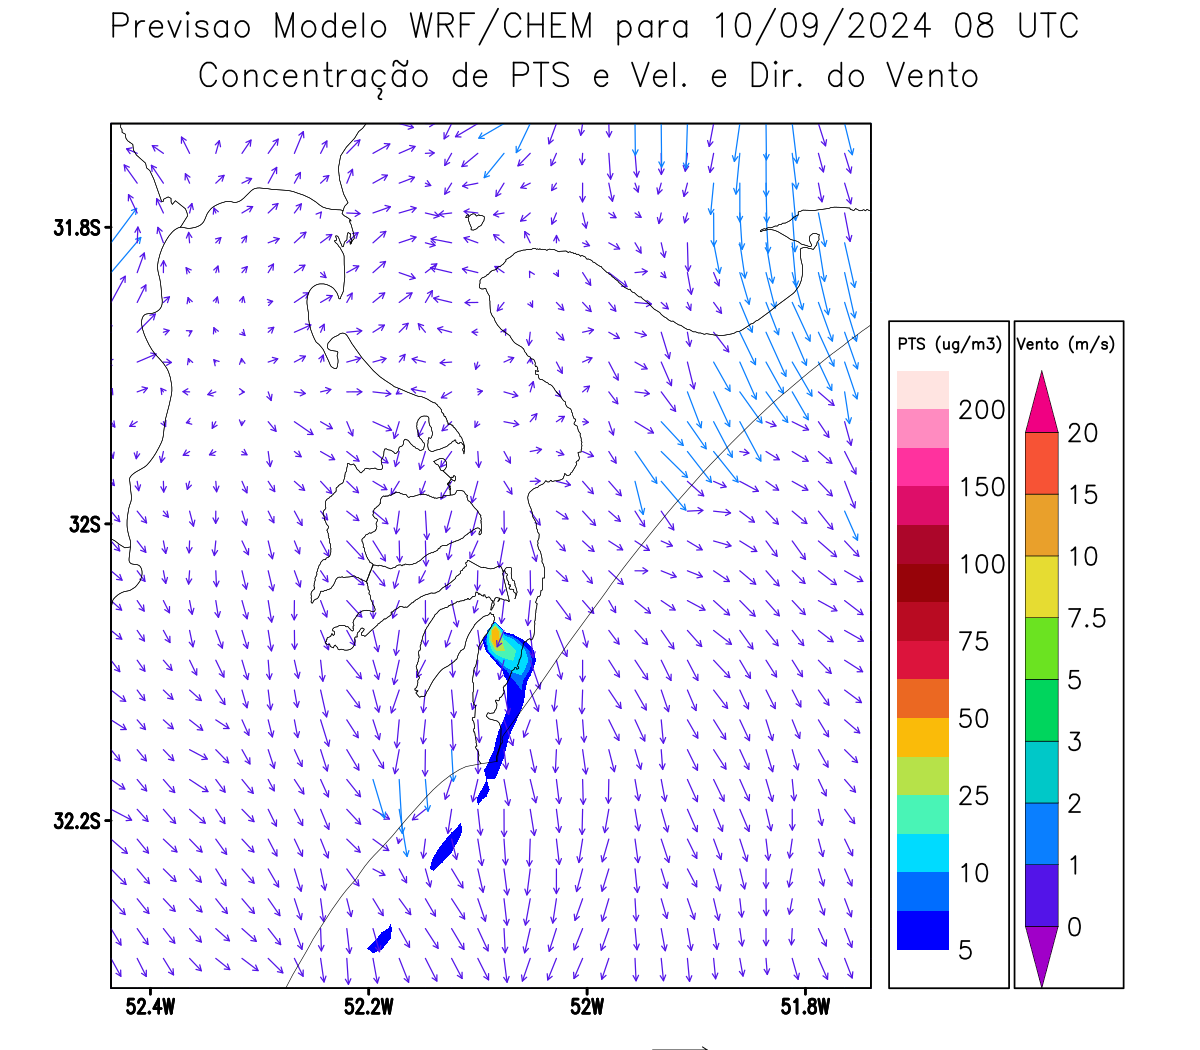 Previsao Modelo WRF/CHEM para 10/09/2024 08 UTC
Concentração de PTS e Vel. e Dir. do Vento
31.8S
32S
32.2S
52.4W
52.2W
52W
51.8W
PTS (ug/m3)
200
150
100
75
50
25
10
5
Vento (m/s)
20
15
10
7.5
5
3
2
1
0